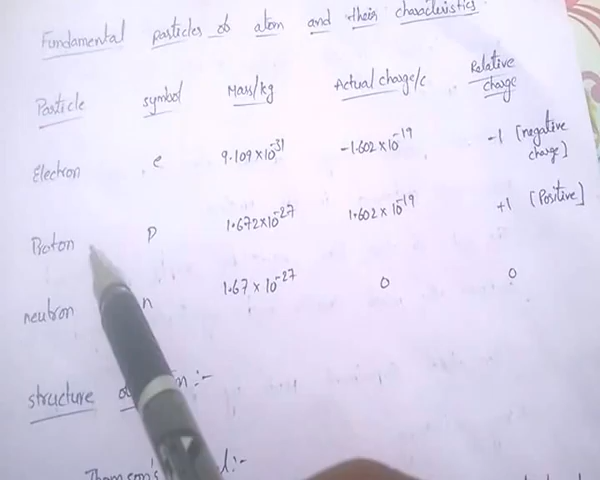 Fundamental particles of atom and their characteristics.
Particle symbol Mass/kg Actual charge/c Relative charge
Electron e 9.109×10⁻³¹ -1.602×10⁻¹⁹ -1 [negative charge]
Proton p 1.672×10⁻²⁷ 1.602×10⁻¹⁹ +1 [Positive]
neutron n 1.67×10⁻²⁷ 0 0
structure :-
Thomson's :-